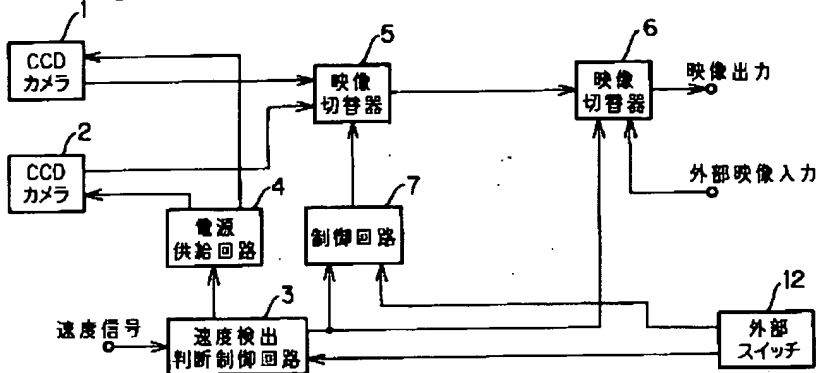 1
CCD
カメラ
2
CCD
カメラ
5
映像
切替器
6
映像
切替器
映像出力
外部映像入力
4
電源
供給回路
7
制御回路
速度信号
3
速度検出
判断制御回路
12
外部
スイッチ